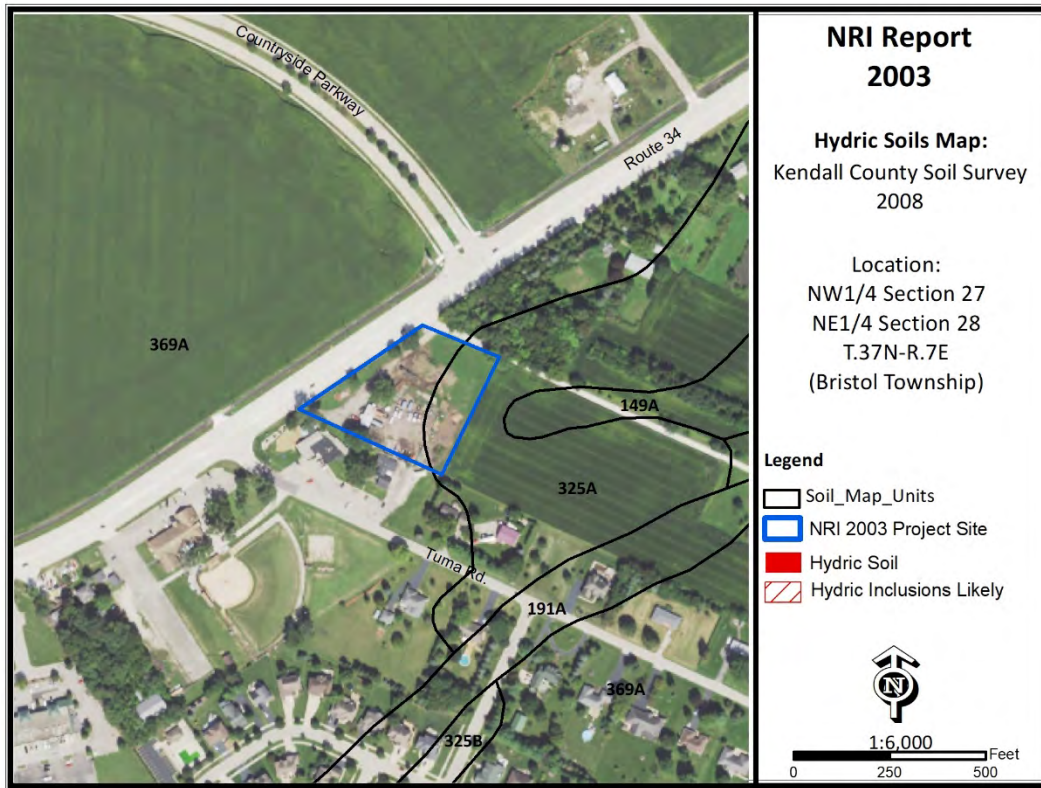 Countryside Parkway
Route 34
369A
149A
325A
Tuma Rd.
191A
369A
325B
NRI Report
2003
Hydric Soils Map:
Kendall County Soil Survey
2008
Location:
NW1/4 Section 27
NE1/4 Section 28
T.37N-R.7E
(Bristol Township)
Legend
Soil_Map_Units
NRI 2003 Project Site
Hydric Soil
Hydric Inclusions Likely
N
1:6,000
Feet
0 250 500